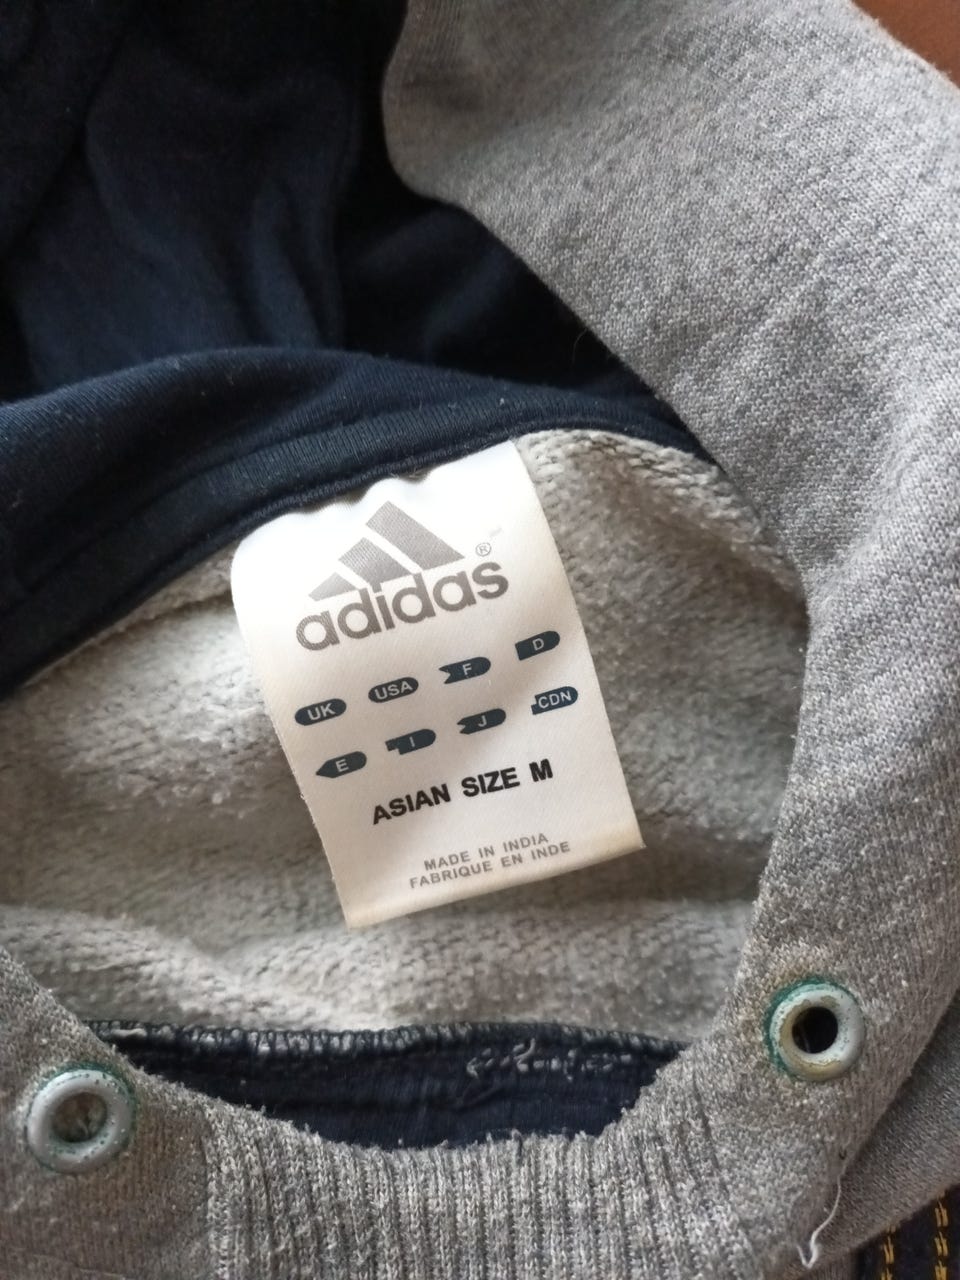 adidas ®
UK USA F D
E I J CDN
ASIAN SIZE M
MADE IN INDIA
FABRIQUE EN INDE